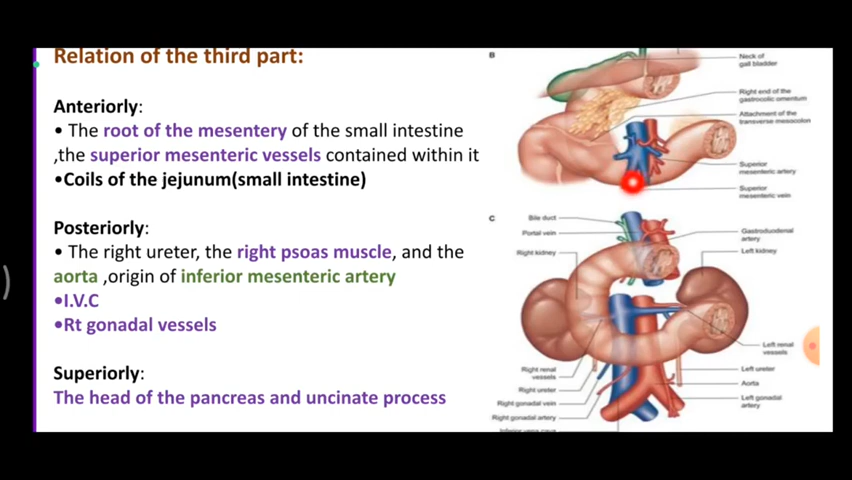 Relation of the third part:
Anteriorly:
• The root of the mesentery of the small intestine
,the superior mesenteric vessels contained within it
•Coils of the jejunum(small intestine)
Posteriorly:
• The right ureter, the right psoas muscle, and the
aorta ,origin of inferior mesenteric artery
•I.V.C
•Rt gonadal vessels
Superiorly:
The head of the pancreas and uncinate process
B
Neck of
gall bladder
Right end of the
gastrocolic omentum
Attachment of the
transverse mesocolon
Superior
mesenteric artery
Superior
mesenteric vein
C
Bile duct
Portal vein
Right kidney
Gastroduodenal
artery
Left kidney
Left renal
vessels
Right renal
vessels
Right ureter
Right gonadal vein
Right gonadal artery
Left ureter
Aorta
Left gonadal
artery